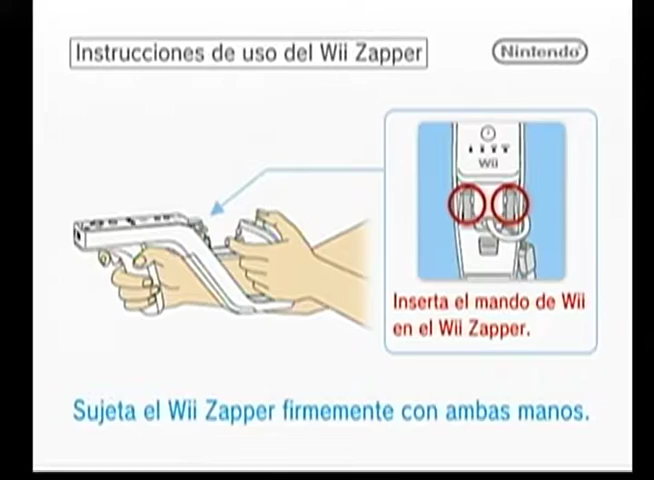 Instrucciones de uso del Wii Zapper
Nintendo
Wii
Inserta el mando de Wii
en el Wii Zapper.
Sujeta el Wii Zapper firmemente con ambas manos.